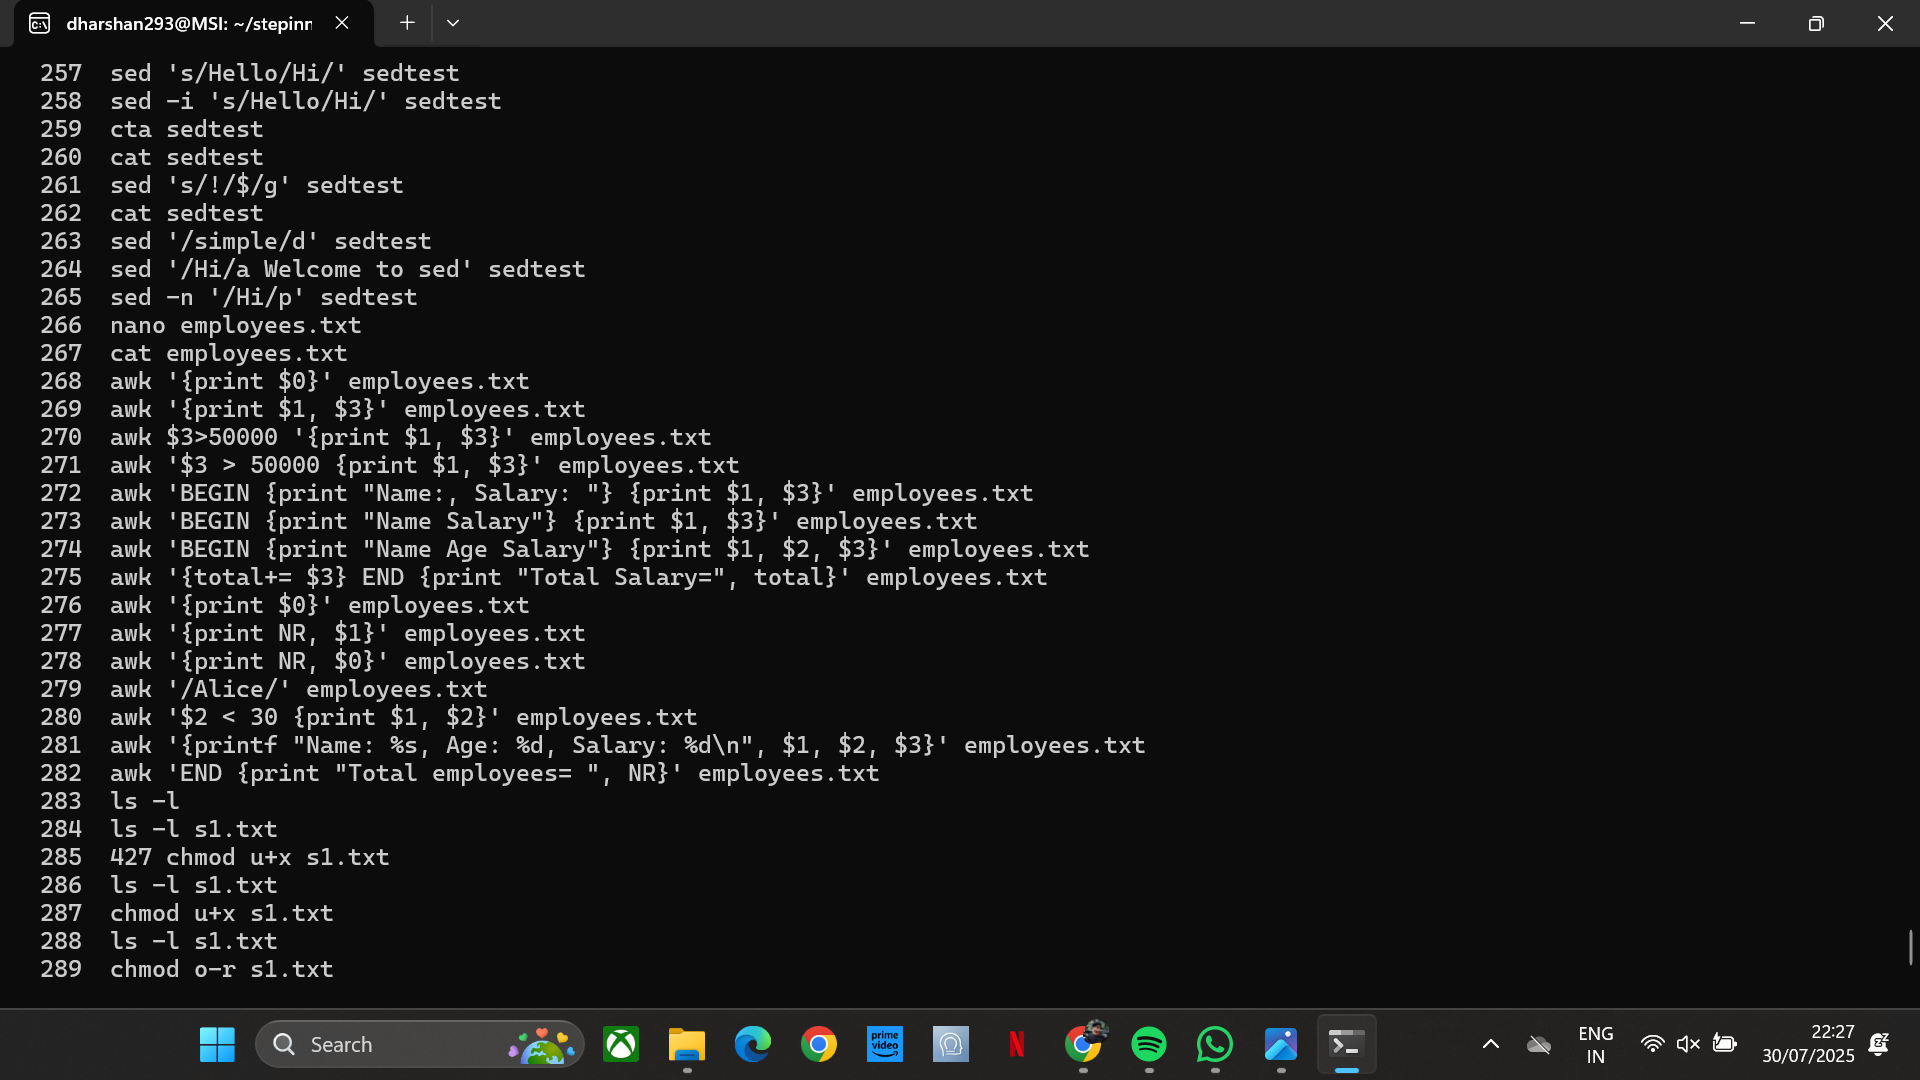 dharshan293@MSI: ~/stepinn
257 sed 's/Hello/Hi/' sedtest
258 sed -i 's/Hello/Hi/' sedtest
259 cta sedtest
260 cat sedtest
261 sed 's/!/$/g' sedtest
262 cat sedtest
263 sed '/simple/d' sedtest
264 sed '/Hi/a Welcome to sed' sedtest
265 sed -n '/Hi/p' sedtest
266 nano employees.txt
267 cat employees.txt
268 awk '{print $0}' employees.txt
269 awk '{print $1, $3}' employees.txt
270 awk $3>50000 '{print $1, $3}' employees.txt
271 awk '$3 > 50000 {print $1, $3}' employees.txt
272 awk 'BEGIN {print "Name:, Salary: "} {print $1, $3}' employees.txt
273 awk 'BEGIN {print "Name Salary"} {print $1, $3}' employees.txt
274 awk 'BEGIN {print "Name Age Salary"} {print $1, $2, $3}' employees.txt
275 awk '{total+= $3} END {print "Total Salary=", total}' employees.txt
276 awk '{print $0}' employees.txt
277 awk '{print NR, $1}' employees.txt
278 awk '{print NR, $0}' employees.txt
279 awk '/Alice/' employees.txt
280 awk '$2 < 30 {print $1, $2}' employees.txt
281 awk '{printf "Name: %s, Age: %d, Salary: %d\n", $1, $2, $3}' employees.txt
282 awk 'END {print "Total employees= ", NR}' employees.txt
283 ls -l
284 ls -l s1.txt
285 427 chmod u+x s1.txt
286 ls -l s1.txt
287 chmod u+x s1.txt
288 ls -l s1.txt
289 chmod o-r s1.txt
Search
prime video
ENG
IN
22:27
30/07/2025